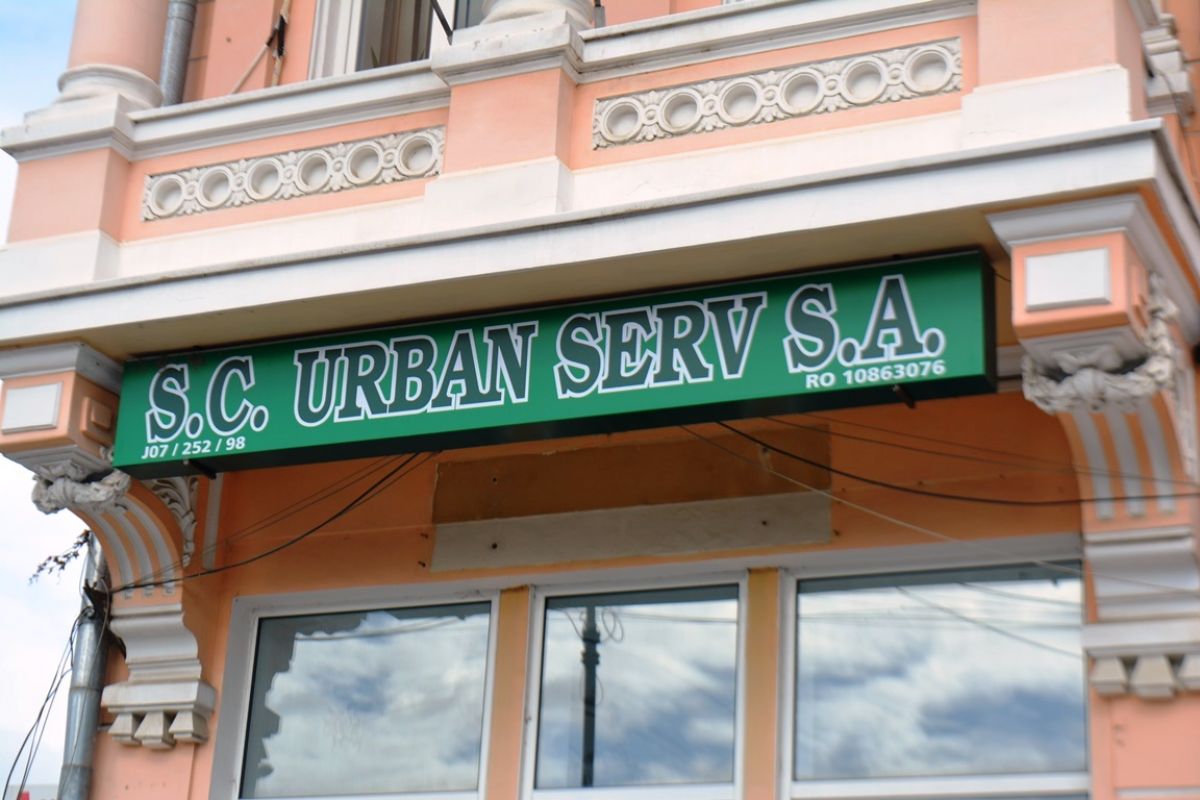 S.C. URBAN SERV S.A.
J07 / 252 / 98
RO 10863076